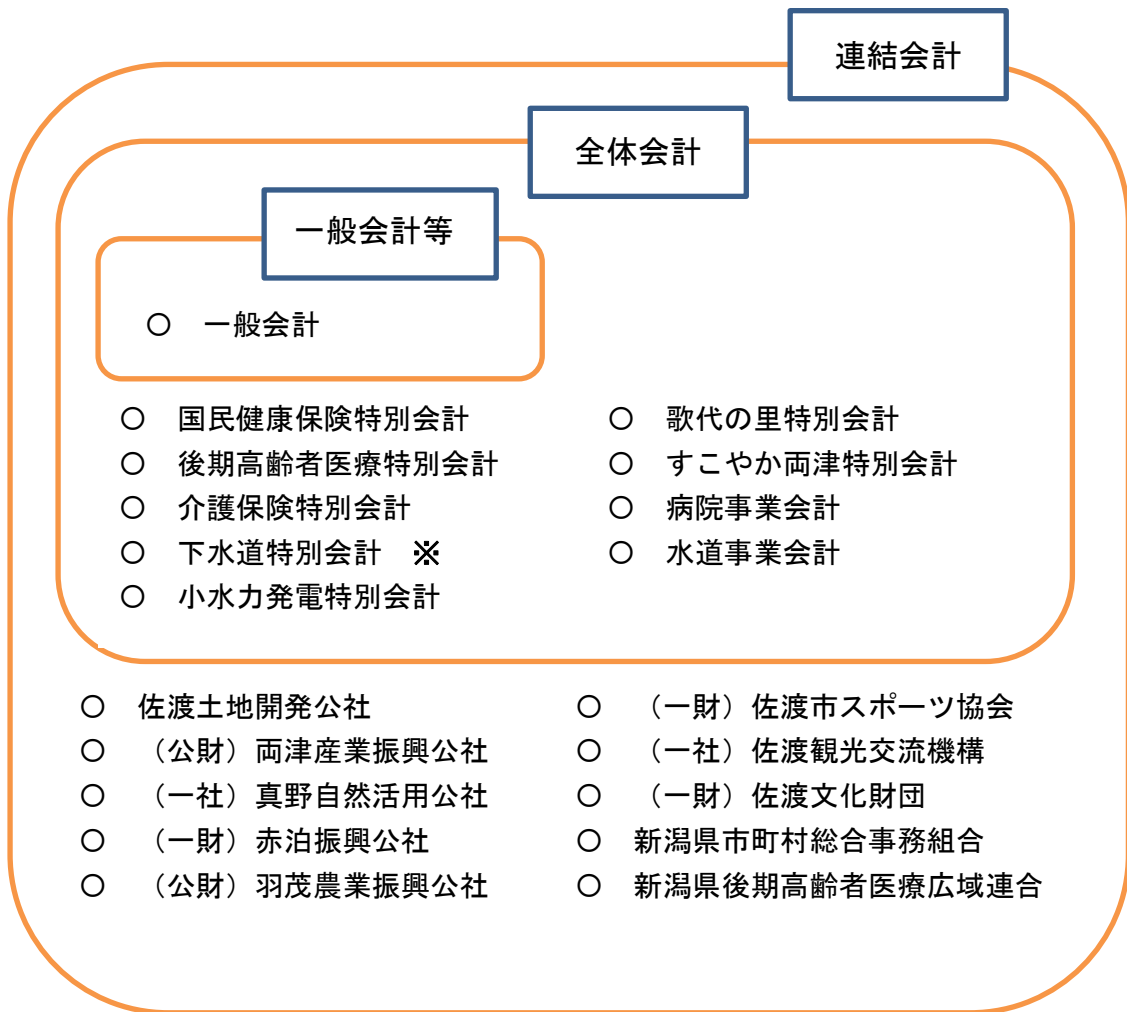 連結会計
全体会計
一般会計等
○ 一般会計
○ 国民健康保険特別会計
○ 後期高齢者医療特別会計
○ 介護保険特別会計
○ 下水道特別会計 ※
○ 小水力発電特別会計
○ 歌代の里特別会計
○ すこやか両津特別会計
○ 病院事業会計
○ 水道事業会計
○ 佐渡土地開発公社
○ （公財）両津産業振興公社
○ （一社）真野自然活用公社
○ （一財）赤泊振興公社
○ （公財）羽茂農業振興公社
○ （一財）佐渡市スポーツ協会
○ （一社）佐渡観光交流機構
○ （一財）佐渡文化財団
○ 新潟県市町村総合事務組合
○ 新潟県後期高齢者医療広域連合